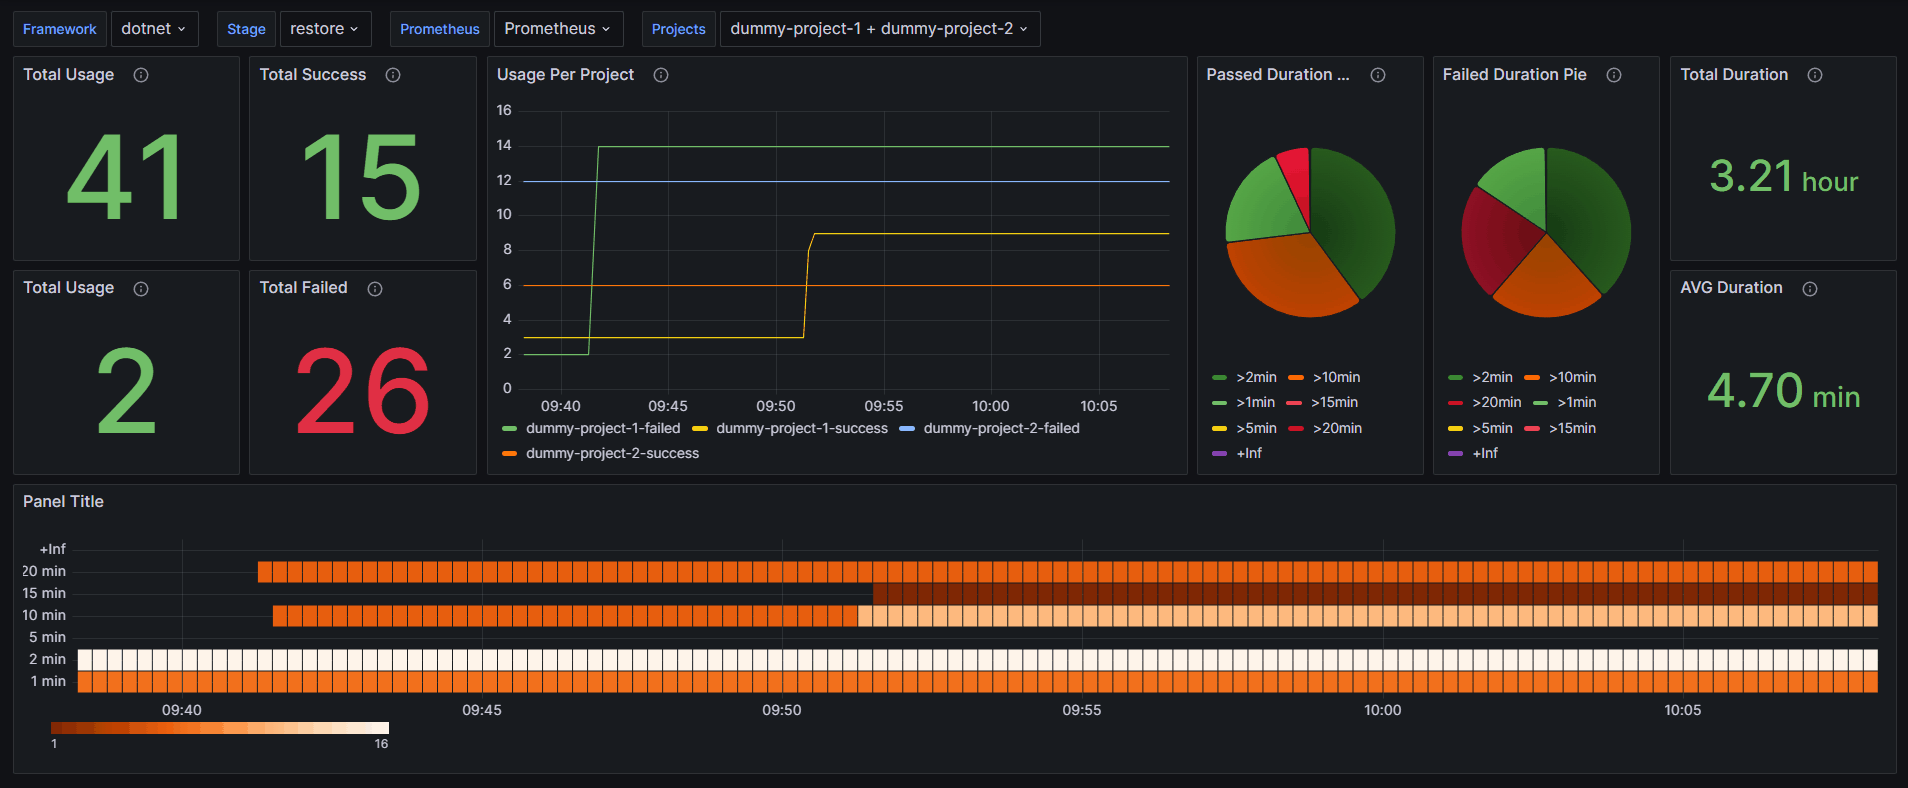 Framework dotnet Stage restore Prometheus Prometheus Projects dummy-project-1 + dummy-project-2
Total Usage
41
Total Success
15
Total Usage
2
Total Failed
26
Usage Per Project
16
14
12
10
8
6
4
2
0
09:40 09:45 09:50 09:55 10:00 10:05
dummy-project-1-failed dummy-project-1-success dummy-project-2-failed
dummy-project-2-success
Passed Duration ...
>2min >10min
>1min >15min
>5min >20min
+Inf
Failed Duration Pie
>2min >10min
>20min >1min
>5min >15min
+Inf
Total Duration
3.21 hour
AVG Duration
4.70 min
Panel Title
+Inf
20 min
15 min
10 min
5 min
2 min
1 min
09:40 09:45 09:50 09:55 10:00 10:05
1 16